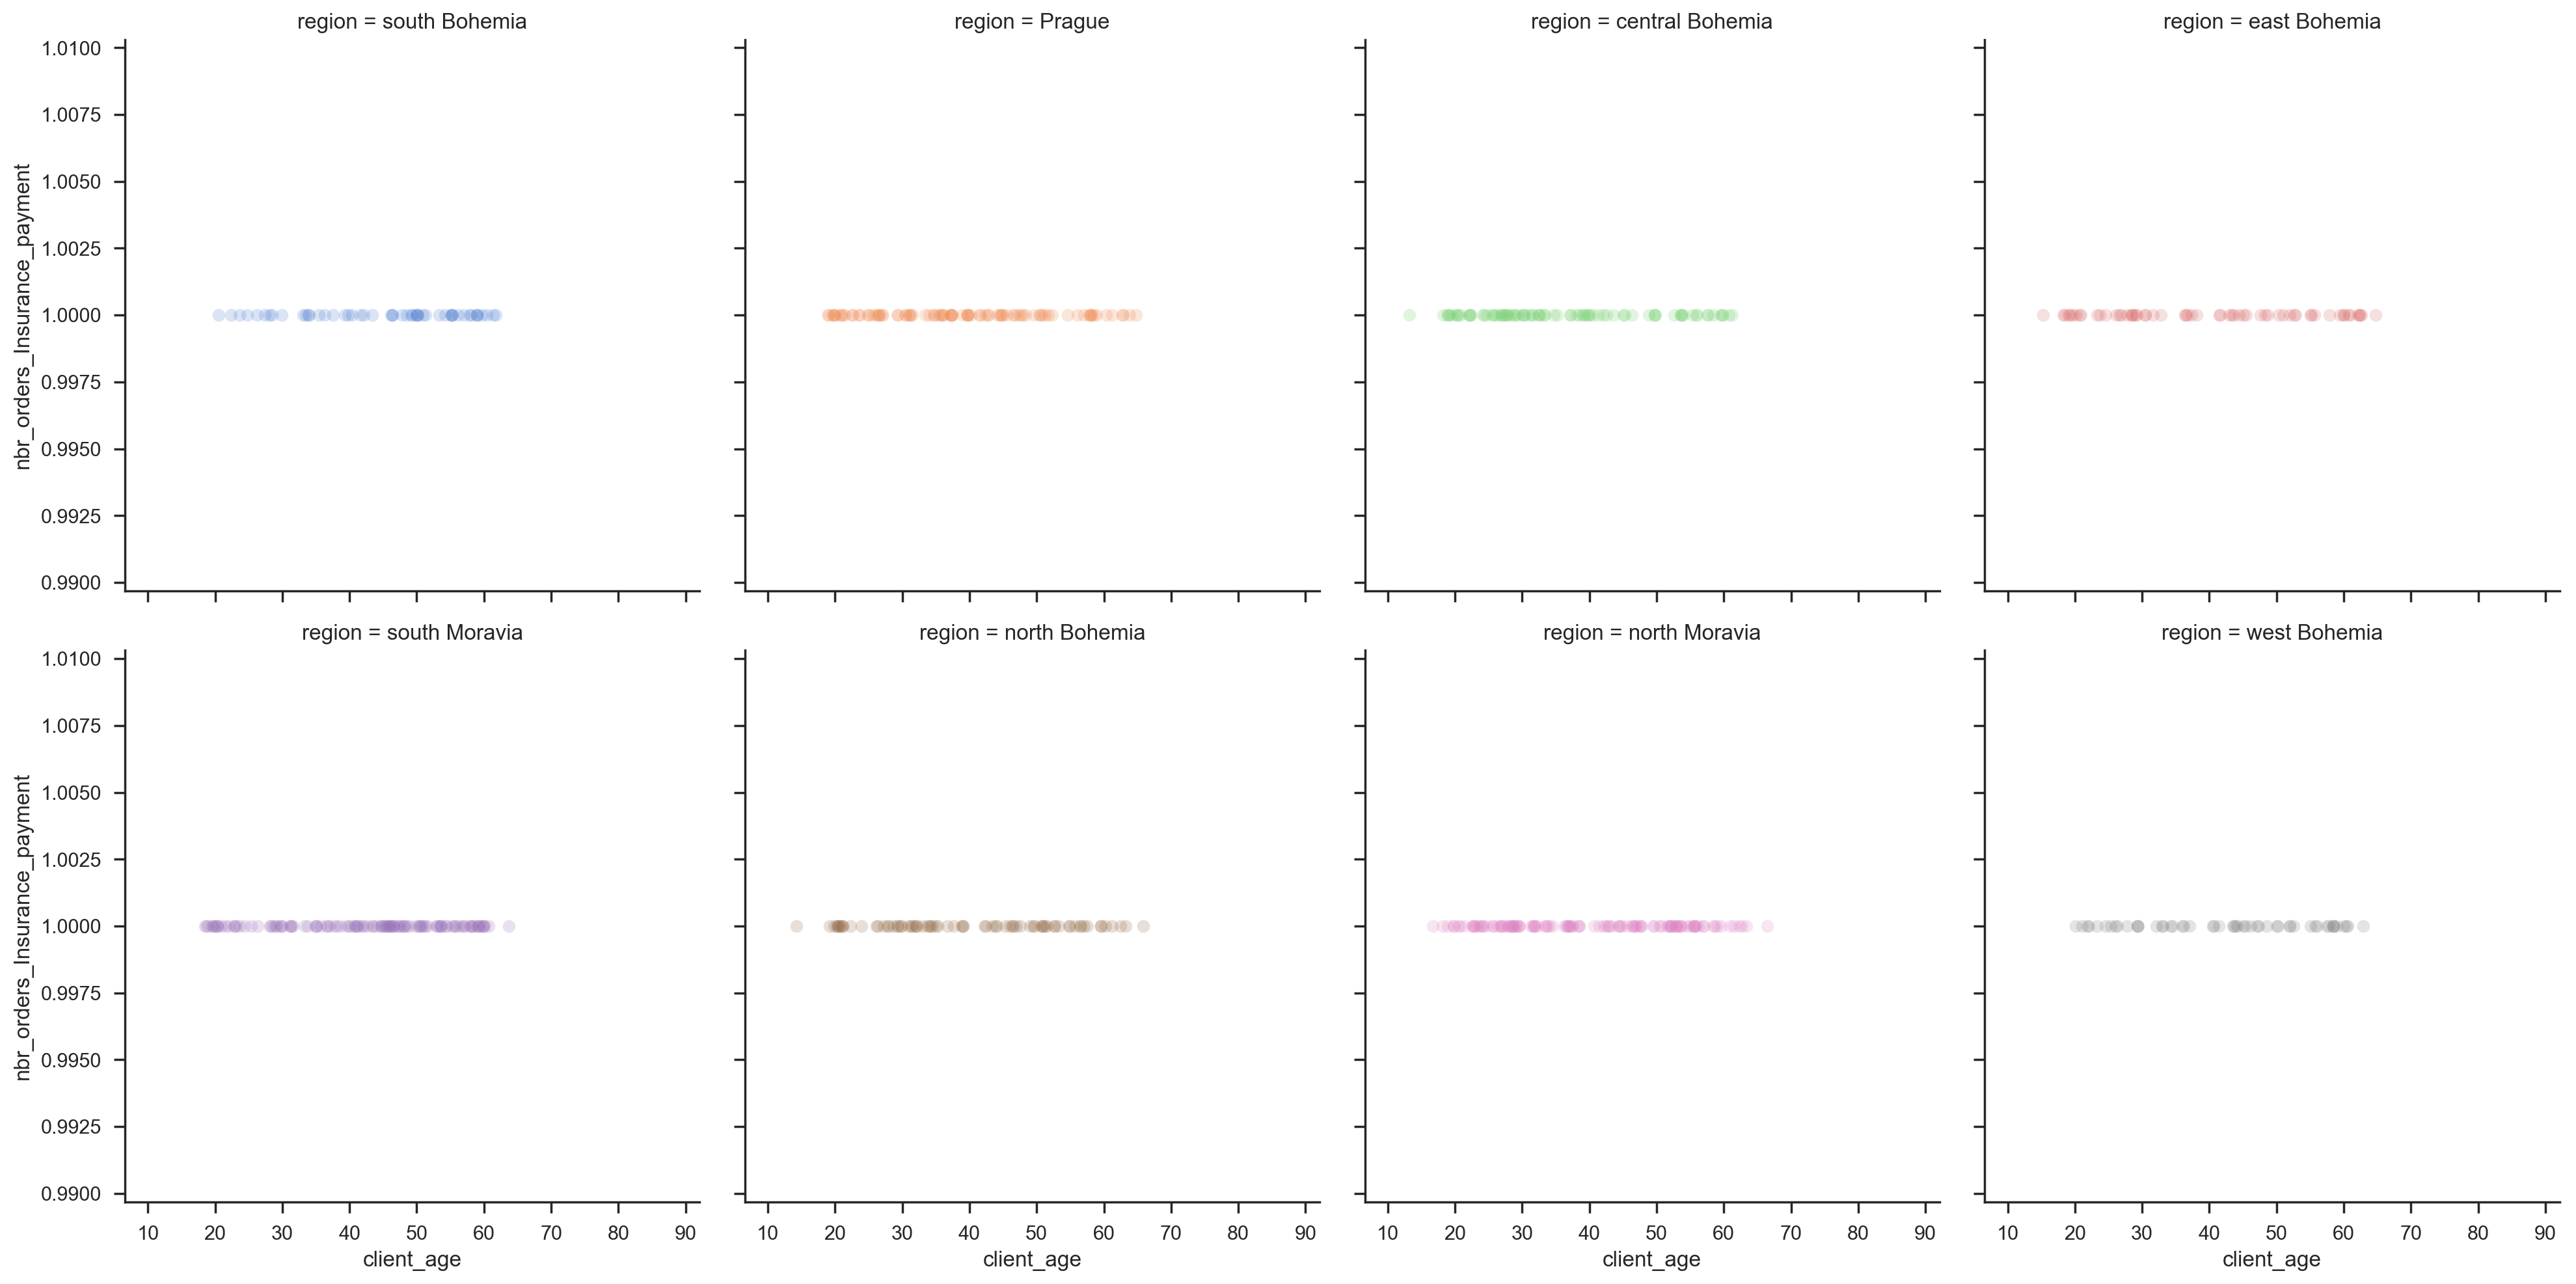 region = south Bohemia
region = Prague
region = central Bohemia
region = east Bohemia
nbr_orders_Insurance_payment
1.0100
1.0075
1.0050
1.0025
1.0000
0.9975
0.9950
0.9925
0.9900
region = south Moravia
region = north Bohemia
region = north Moravia
region = west Bohemia
nbr_orders_Insurance_payment
1.0100
1.0075
1.0050
1.0025
1.0000
0.9975
0.9950
0.9925
0.9900
10 20 30 40 50 60 70 80 90
10 20 30 40 50 60 70 80 90
10 20 30 40 50 60 70 80 90
10 20 30 40 50 60 70 80 90
client_age
client_age
client_age
client_age